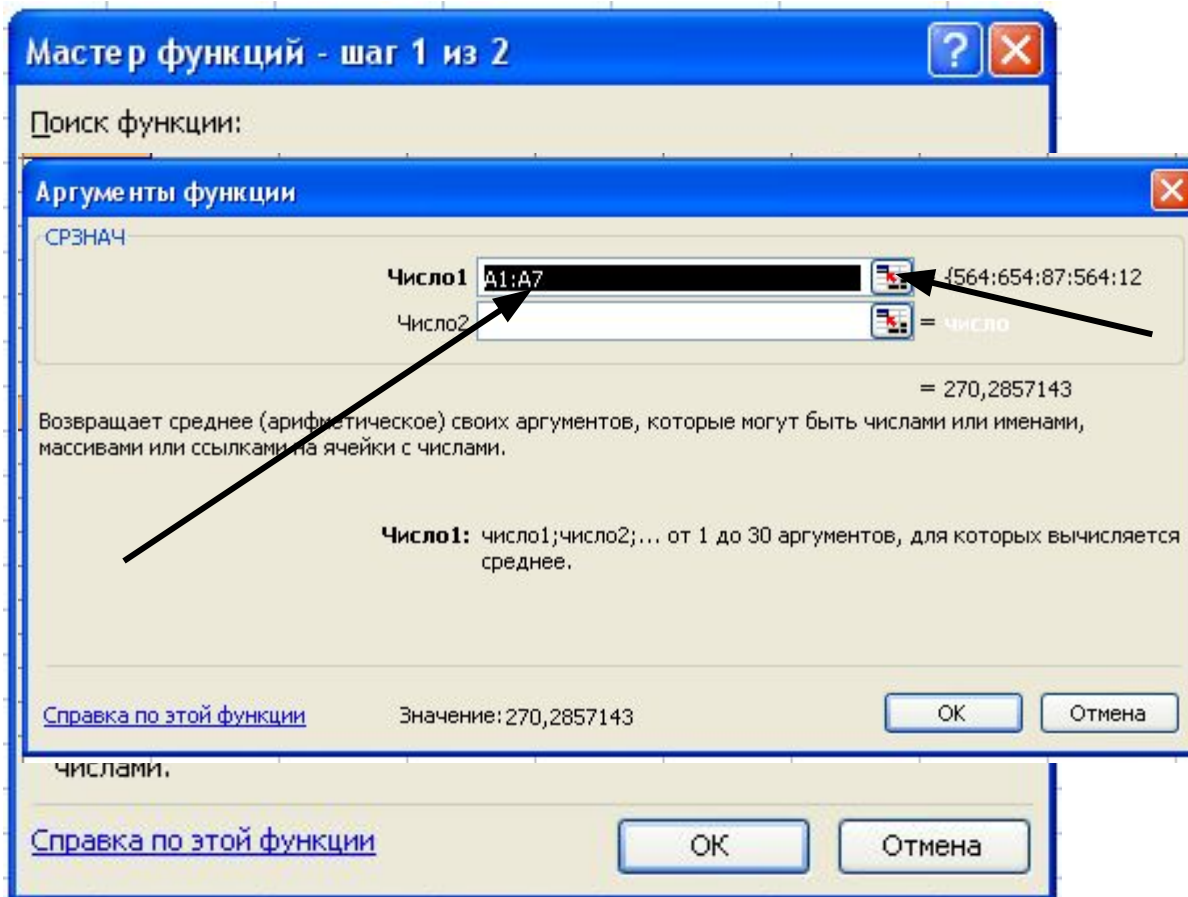 Мастер функций - шаг 1 из 2
Поиск функции:
Аргументы функции
СРЗНАЧ
Число1 A1:A7 {564:654:87:564:12
Число2 = число
= 270,2857143
Возвращает среднее (арифметическое) своих аргументов, которые могут быть числами или именами,
массивами или ссылками на ячейки с числами.
Число1: число1;число2;... от 1 до 30 аргументов, для которых вычисляется
среднее.
Справка по этой функции Значение:270,2857143 ОК Отмена
числами.
Справка по этой функции ОК Отмена